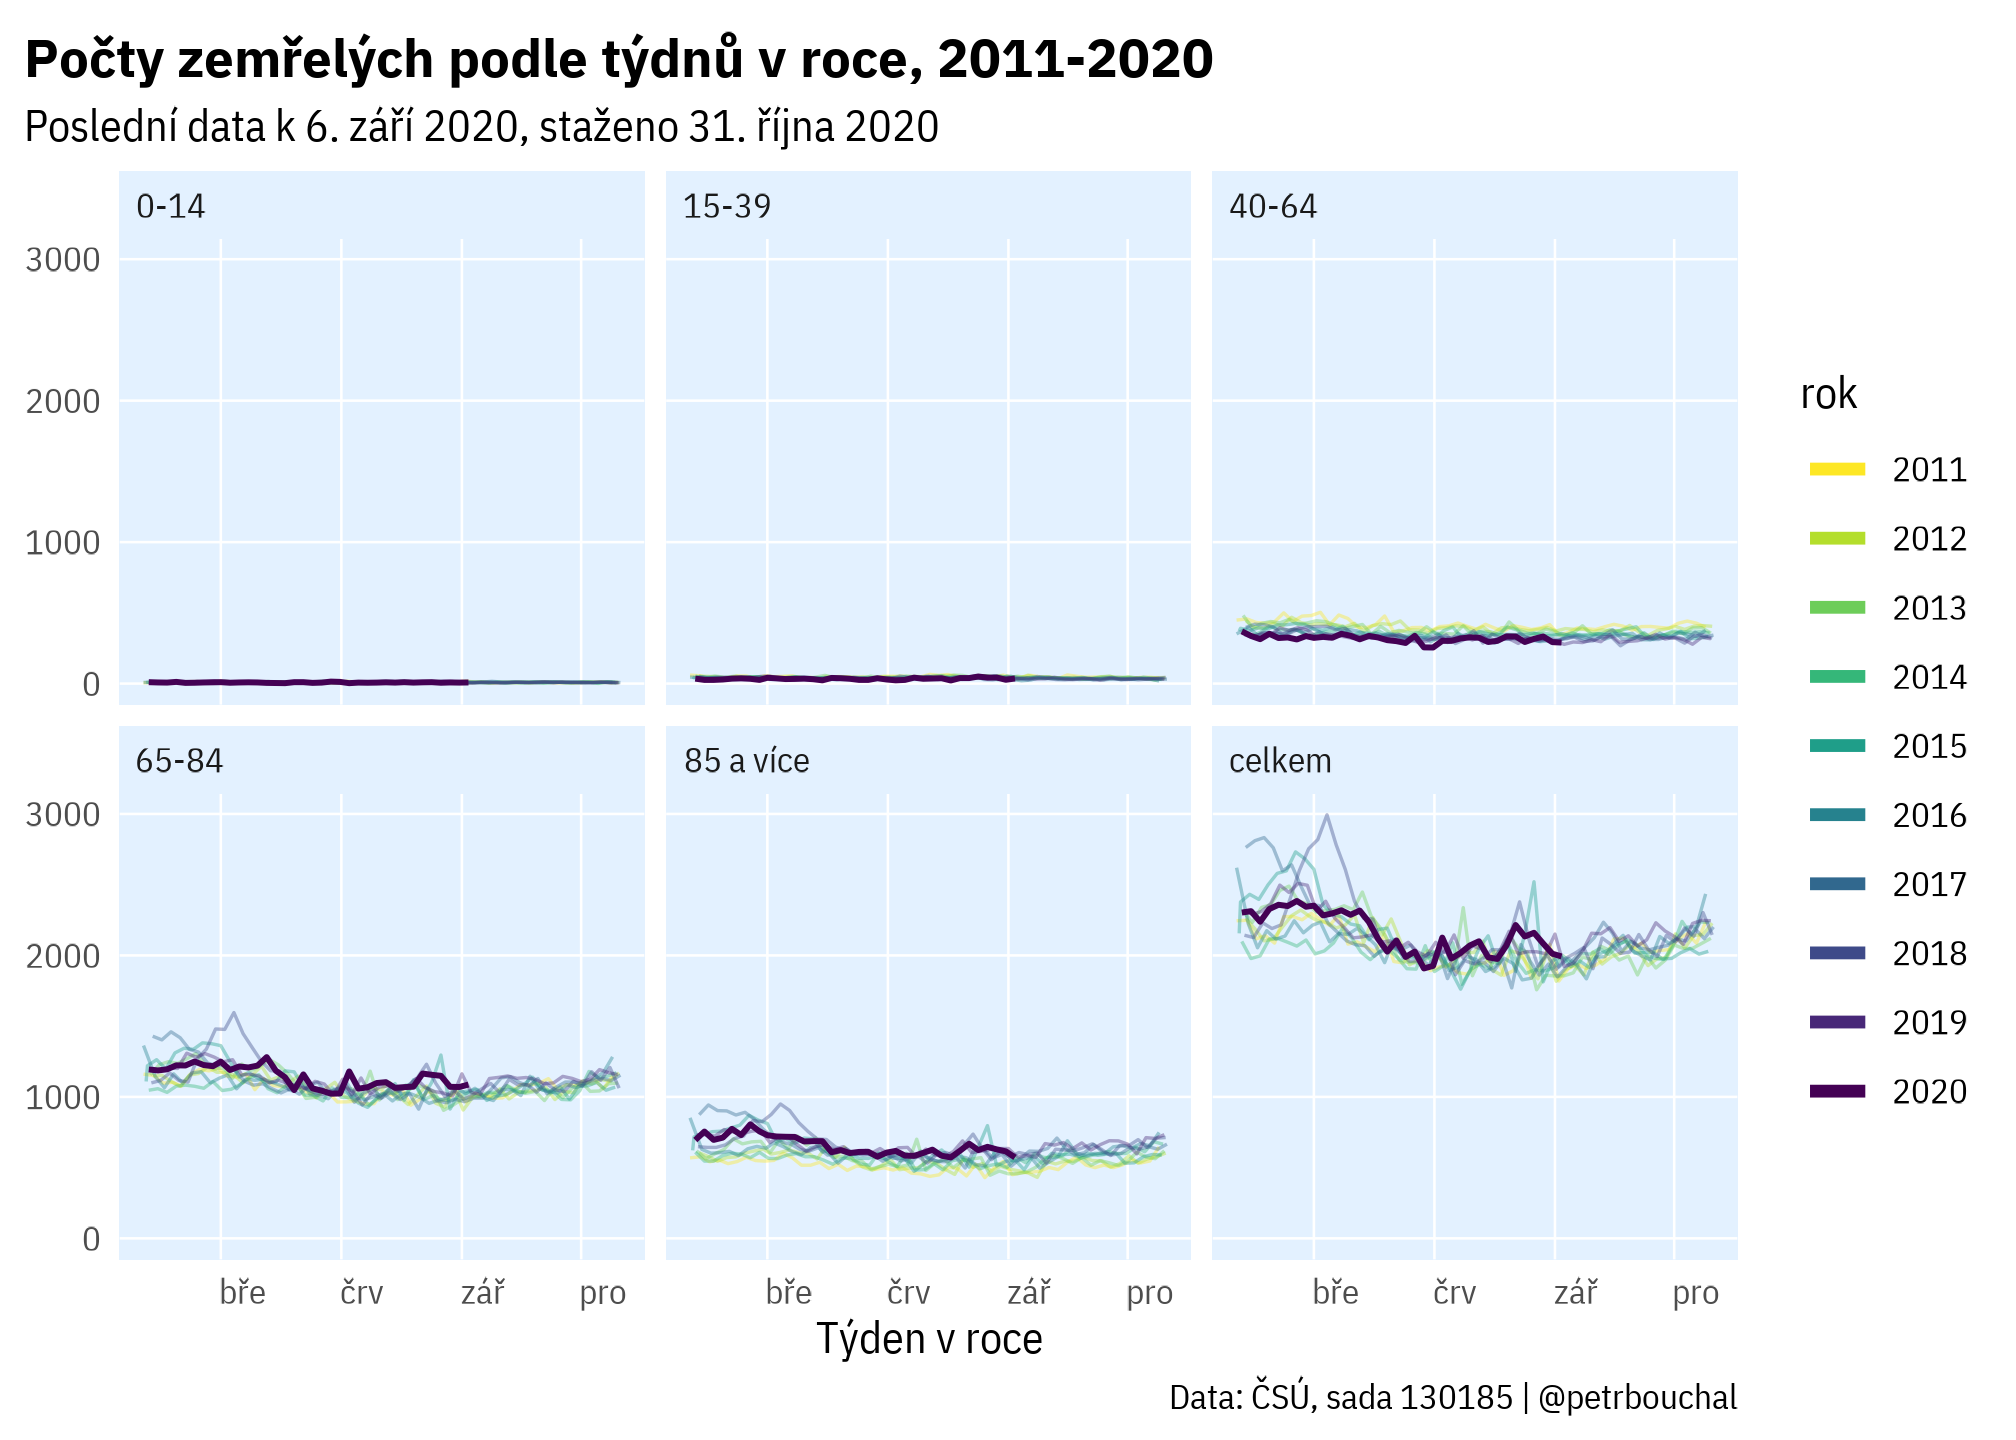 Počty zemřelých podle týdnů v roce, 2011-2020
Poslední data k 6. září 2020, staženo 31. října 2020
0-14
15-39
40-64
3000
2000
1000
0
65-84
85 a více
celkem
3000
2000
1000
0
bře
črv
zář
pro
bře
črv
zář
pro
bře
črv
zář
pro
Týden v roce
rok
2011
2012
2013
2014
2015
2016
2017
2018
2019
2020
Data: ČSÚ, sada 130185 | @petrbouchal